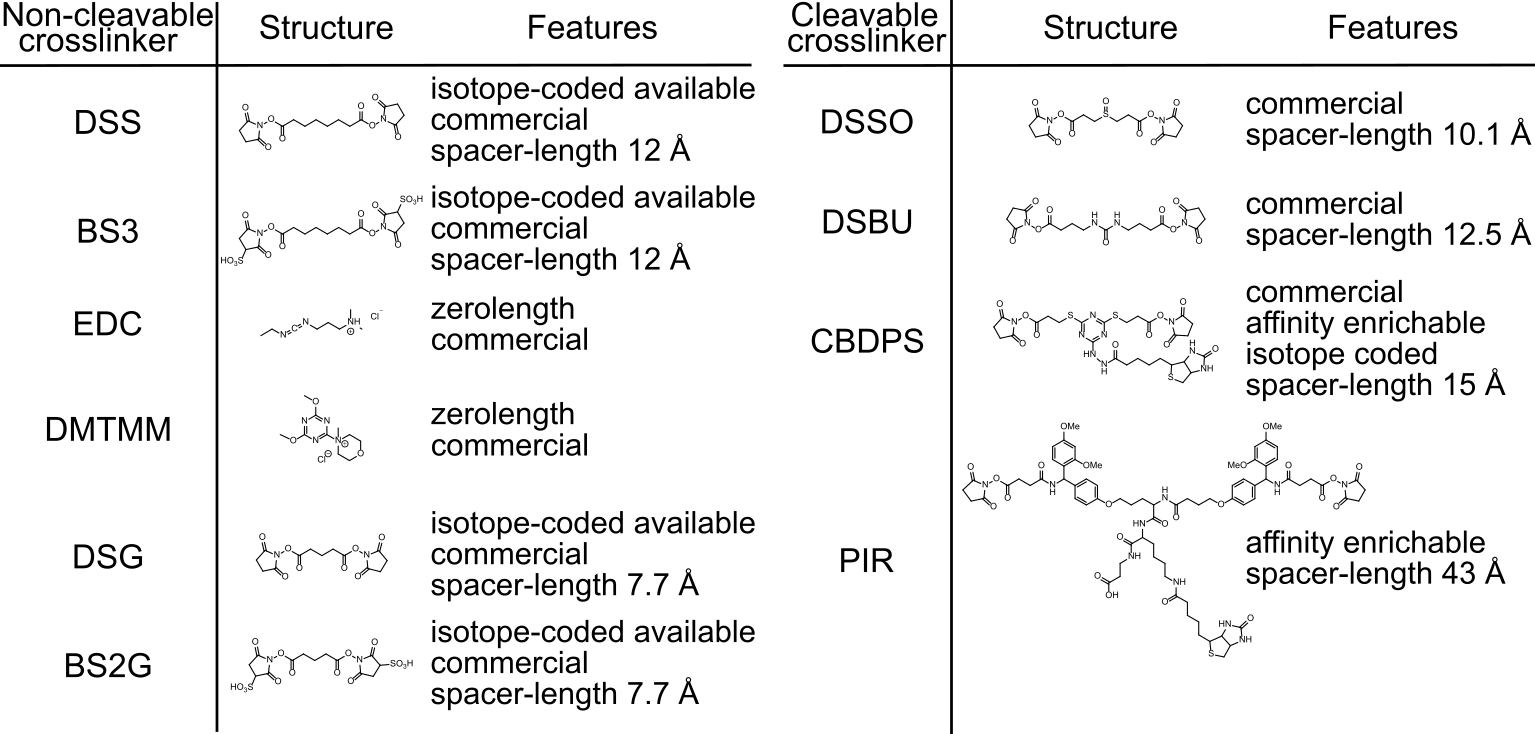 Non-cleavable
crosslinker
Structure
Features
DSS
isotope-coded available
commercial
spacer-length 12 Å
BS3
isotope-coded available
commercial
spacer-length 12 Å
EDC
zerolength
commercial
DMTMM
zerolength
commercial
DSG
isotope-coded available
commercial
spacer-length 7.7 Å
BS2G
isotope-coded available
commercial
spacer-length 7.7 Å
Cleavable
crosslinker
Structure
Features
DSSO
commercial
spacer-length 10.1 Å
DSBU
commercial
spacer-length 12.5 Å
CBDPS
commercial
affinity enrichable
isotope coded
spacer-length 15 Å
PIR
affinity enrichable
spacer-length 43 Å